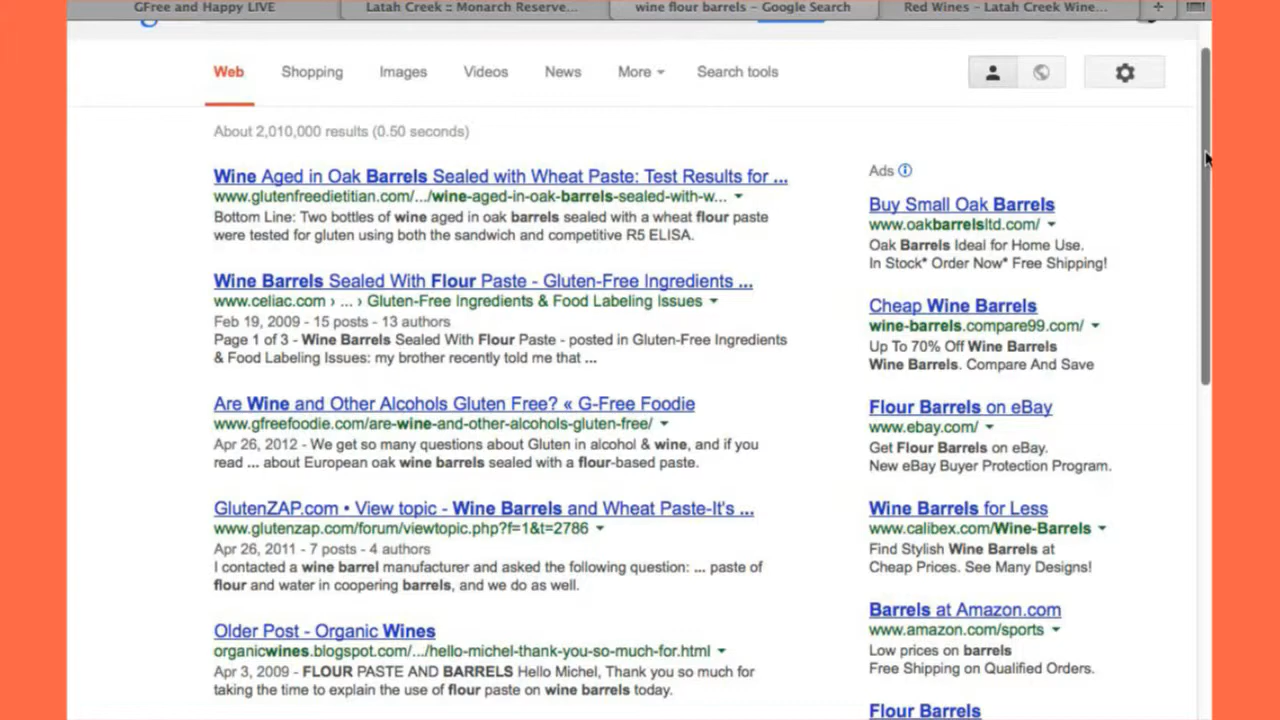 GFree and Happy LIVE
Latah Creek :: Monarch Reserve...
wine flour barrels - Google Search
Red Wines - Latah Creek Wine...
+
Web
Shopping
Images
Videos
News
More
Search tools
About 2,010,000 results (0.50 seconds)
Wine Aged in Oak Barrels Sealed with Wheat Paste: Test Results for ...
www.glutenfreedietitian.com/.../wine-aged-in-oak-barrels-sealed-with-w...
Bottom Line: Two bottles of wine aged in oak barrels sealed with a wheat flour paste
were tested for gluten using both the sandwich and competitive R5 ELISA.
Wine Barrels Sealed With Flour Paste - Gluten-Free Ingredients ...
www.celiac.com › ... › Gluten-Free Ingredients & Food Labeling Issues
Feb 19, 2009 - 15 posts - 13 authors
Page 1 of 3 - Wine Barrels Sealed With Flour Paste - posted in Gluten-Free Ingredients
& Food Labeling Issues: my brother recently told me that ...
Are Wine and Other Alcohols Gluten Free? « G-Free Foodie
www.gfreefoodie.com/are-wine-and-other-alcohols-gluten-free/
Apr 26, 2012 - We get so many questions about Gluten in alcohol & wine, and if you
read ... about European oak wine barrels sealed with a flour-based paste.
GlutenZAP.com • View topic - Wine Barrels and Wheat Paste-It's ...
www.glutenzap.com/forum/viewtopic.php?f=1&t=2786
Apr 26, 2011 - 7 posts - 4 authors
I contacted a wine barrel manufacturer and asked the following question: ... paste of
flour and water in coopering barrels, and we do as well.
Older Post - Organic Wines
organicwines.blogspot.com/.../hello-michel-thank-you-so-much-for.html
Apr 3, 2009 - FLOUR PASTE AND BARRELS Hello Michel, Thank you so much for
taking the time to explain the use of flour paste on wine barrels today.
Ads
Buy Small Oak Barrels
www.oakbarrelsltd.com/
Oak Barrels Ideal for Home Use.
In Stock* Order Now* Free Shipping!
Cheap Wine Barrels
wine-barrels.compare99.com/
Up To 70% Off Wine Barrels
Wine Barrels. Compare And Save
Flour Barrels on eBay
www.ebay.com/
Get Flour Barrels on eBay.
New eBay Buyer Protection Program.
Wine Barrels for Less
www.calibex.com/Wine-Barrels
Find Stylish Wine Barrels at
Cheap Prices. See Many Designs!
Barrels at Amazon.com
www.amazon.com/sports
Low prices on barrels
Free Shipping on Qualified Orders.
Flour Barrels